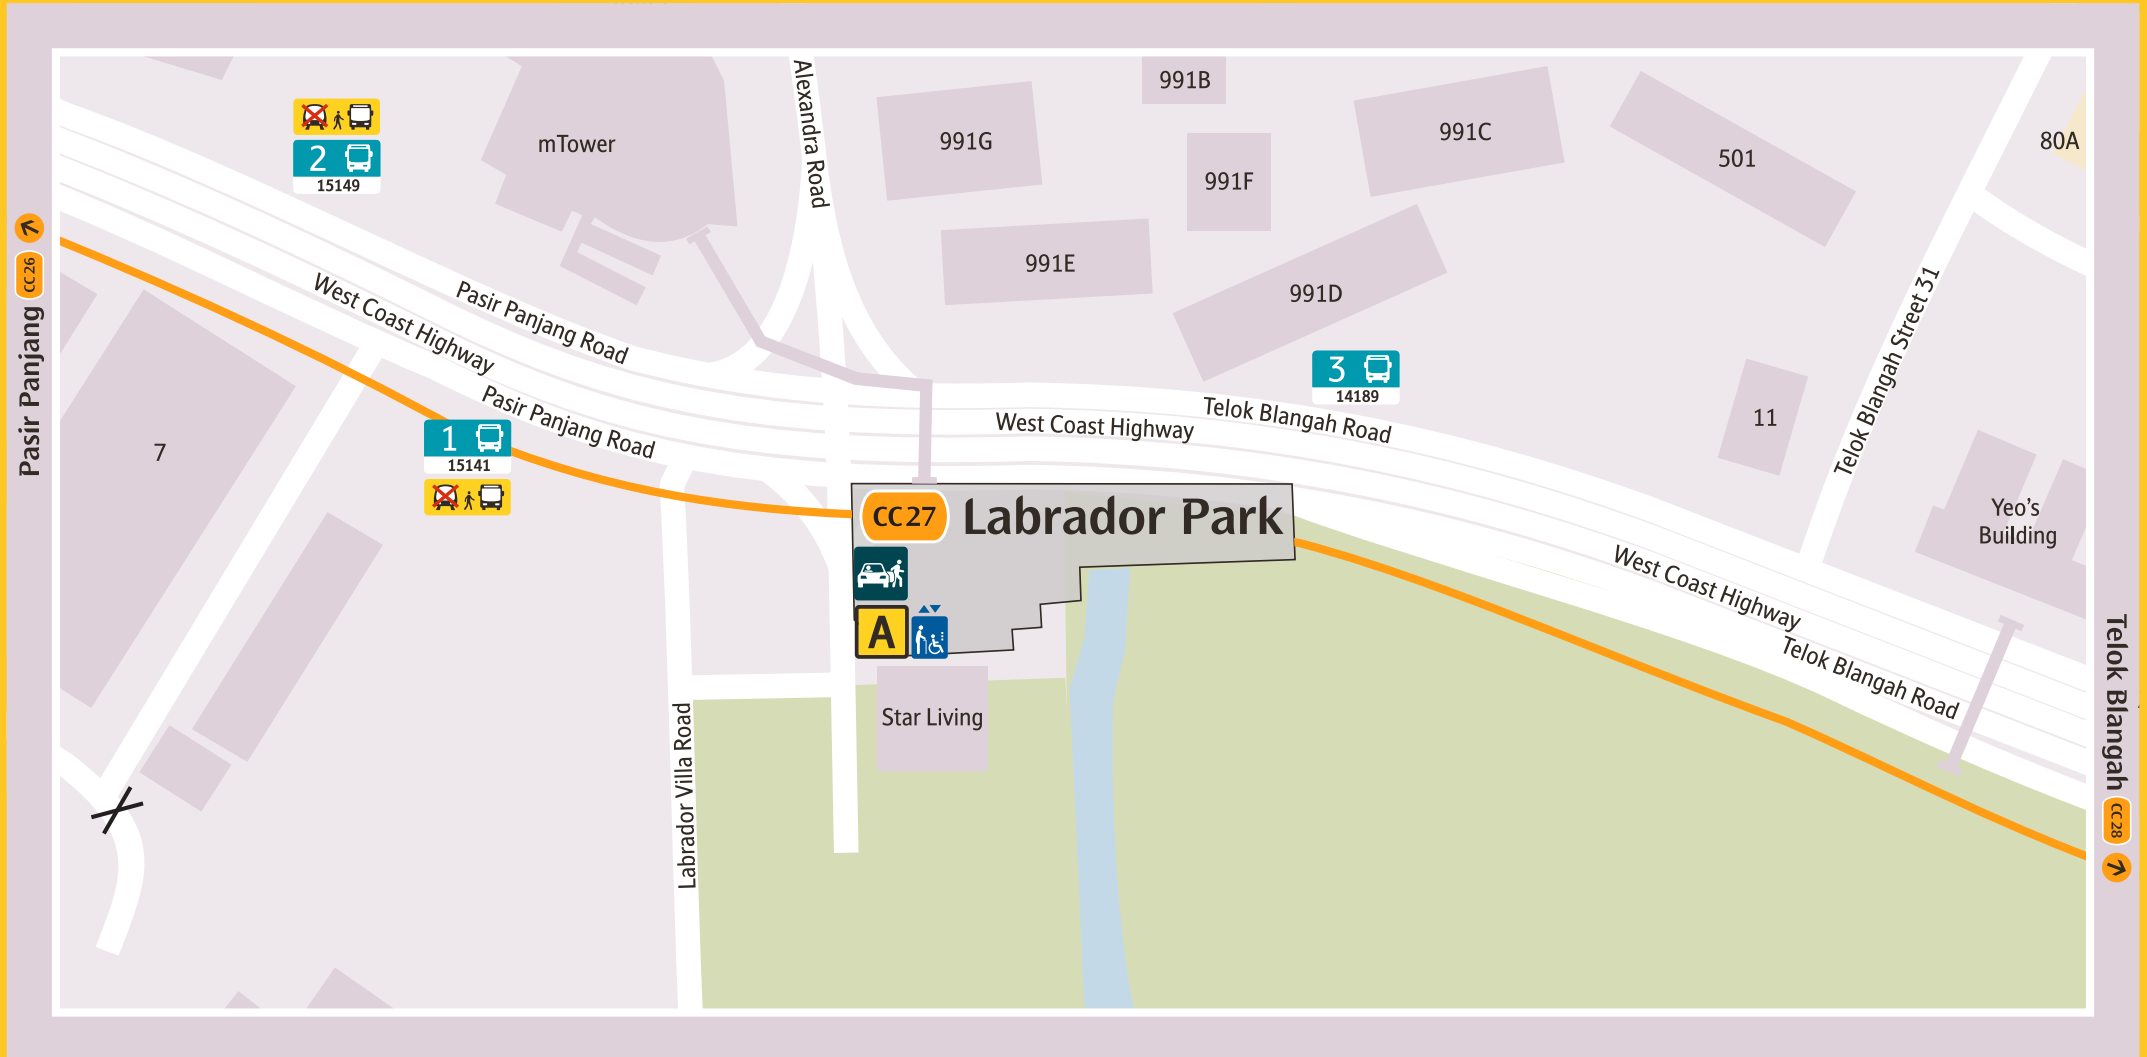 Alexandra Road
991B
991G
991C
991F
501
80A
mTower
2
15149
991E
991D
CC26
Pasir Panjang
West Coast Highway
Pasir Panjang Road
Pasir Panjang Road
3
14189
Telok Blangah Road
West Coast Highway
Telok Blangah Street 31
11
7
1
15141
Yeo's
Building
CC27
Labrador Park
West Coast Highway
Telok Blangah Road
A
Star Living
Labrador Villa Road
Telok Blangah
CC28